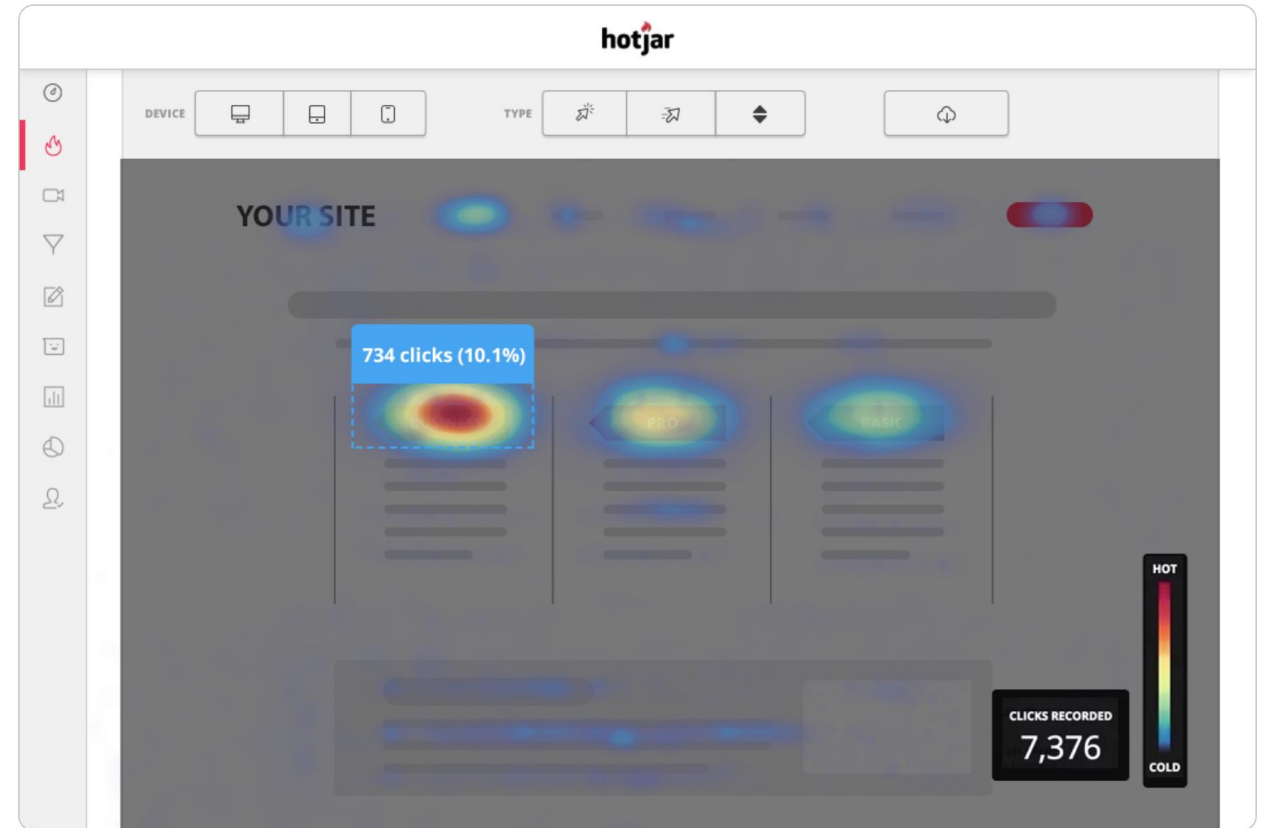 hotjar
DEVICE
TYPE
YOUR SITE
734 clicks (10.1%)
PRO
BASIC
HOT
CLICKS RECORDED
7,376
COLD